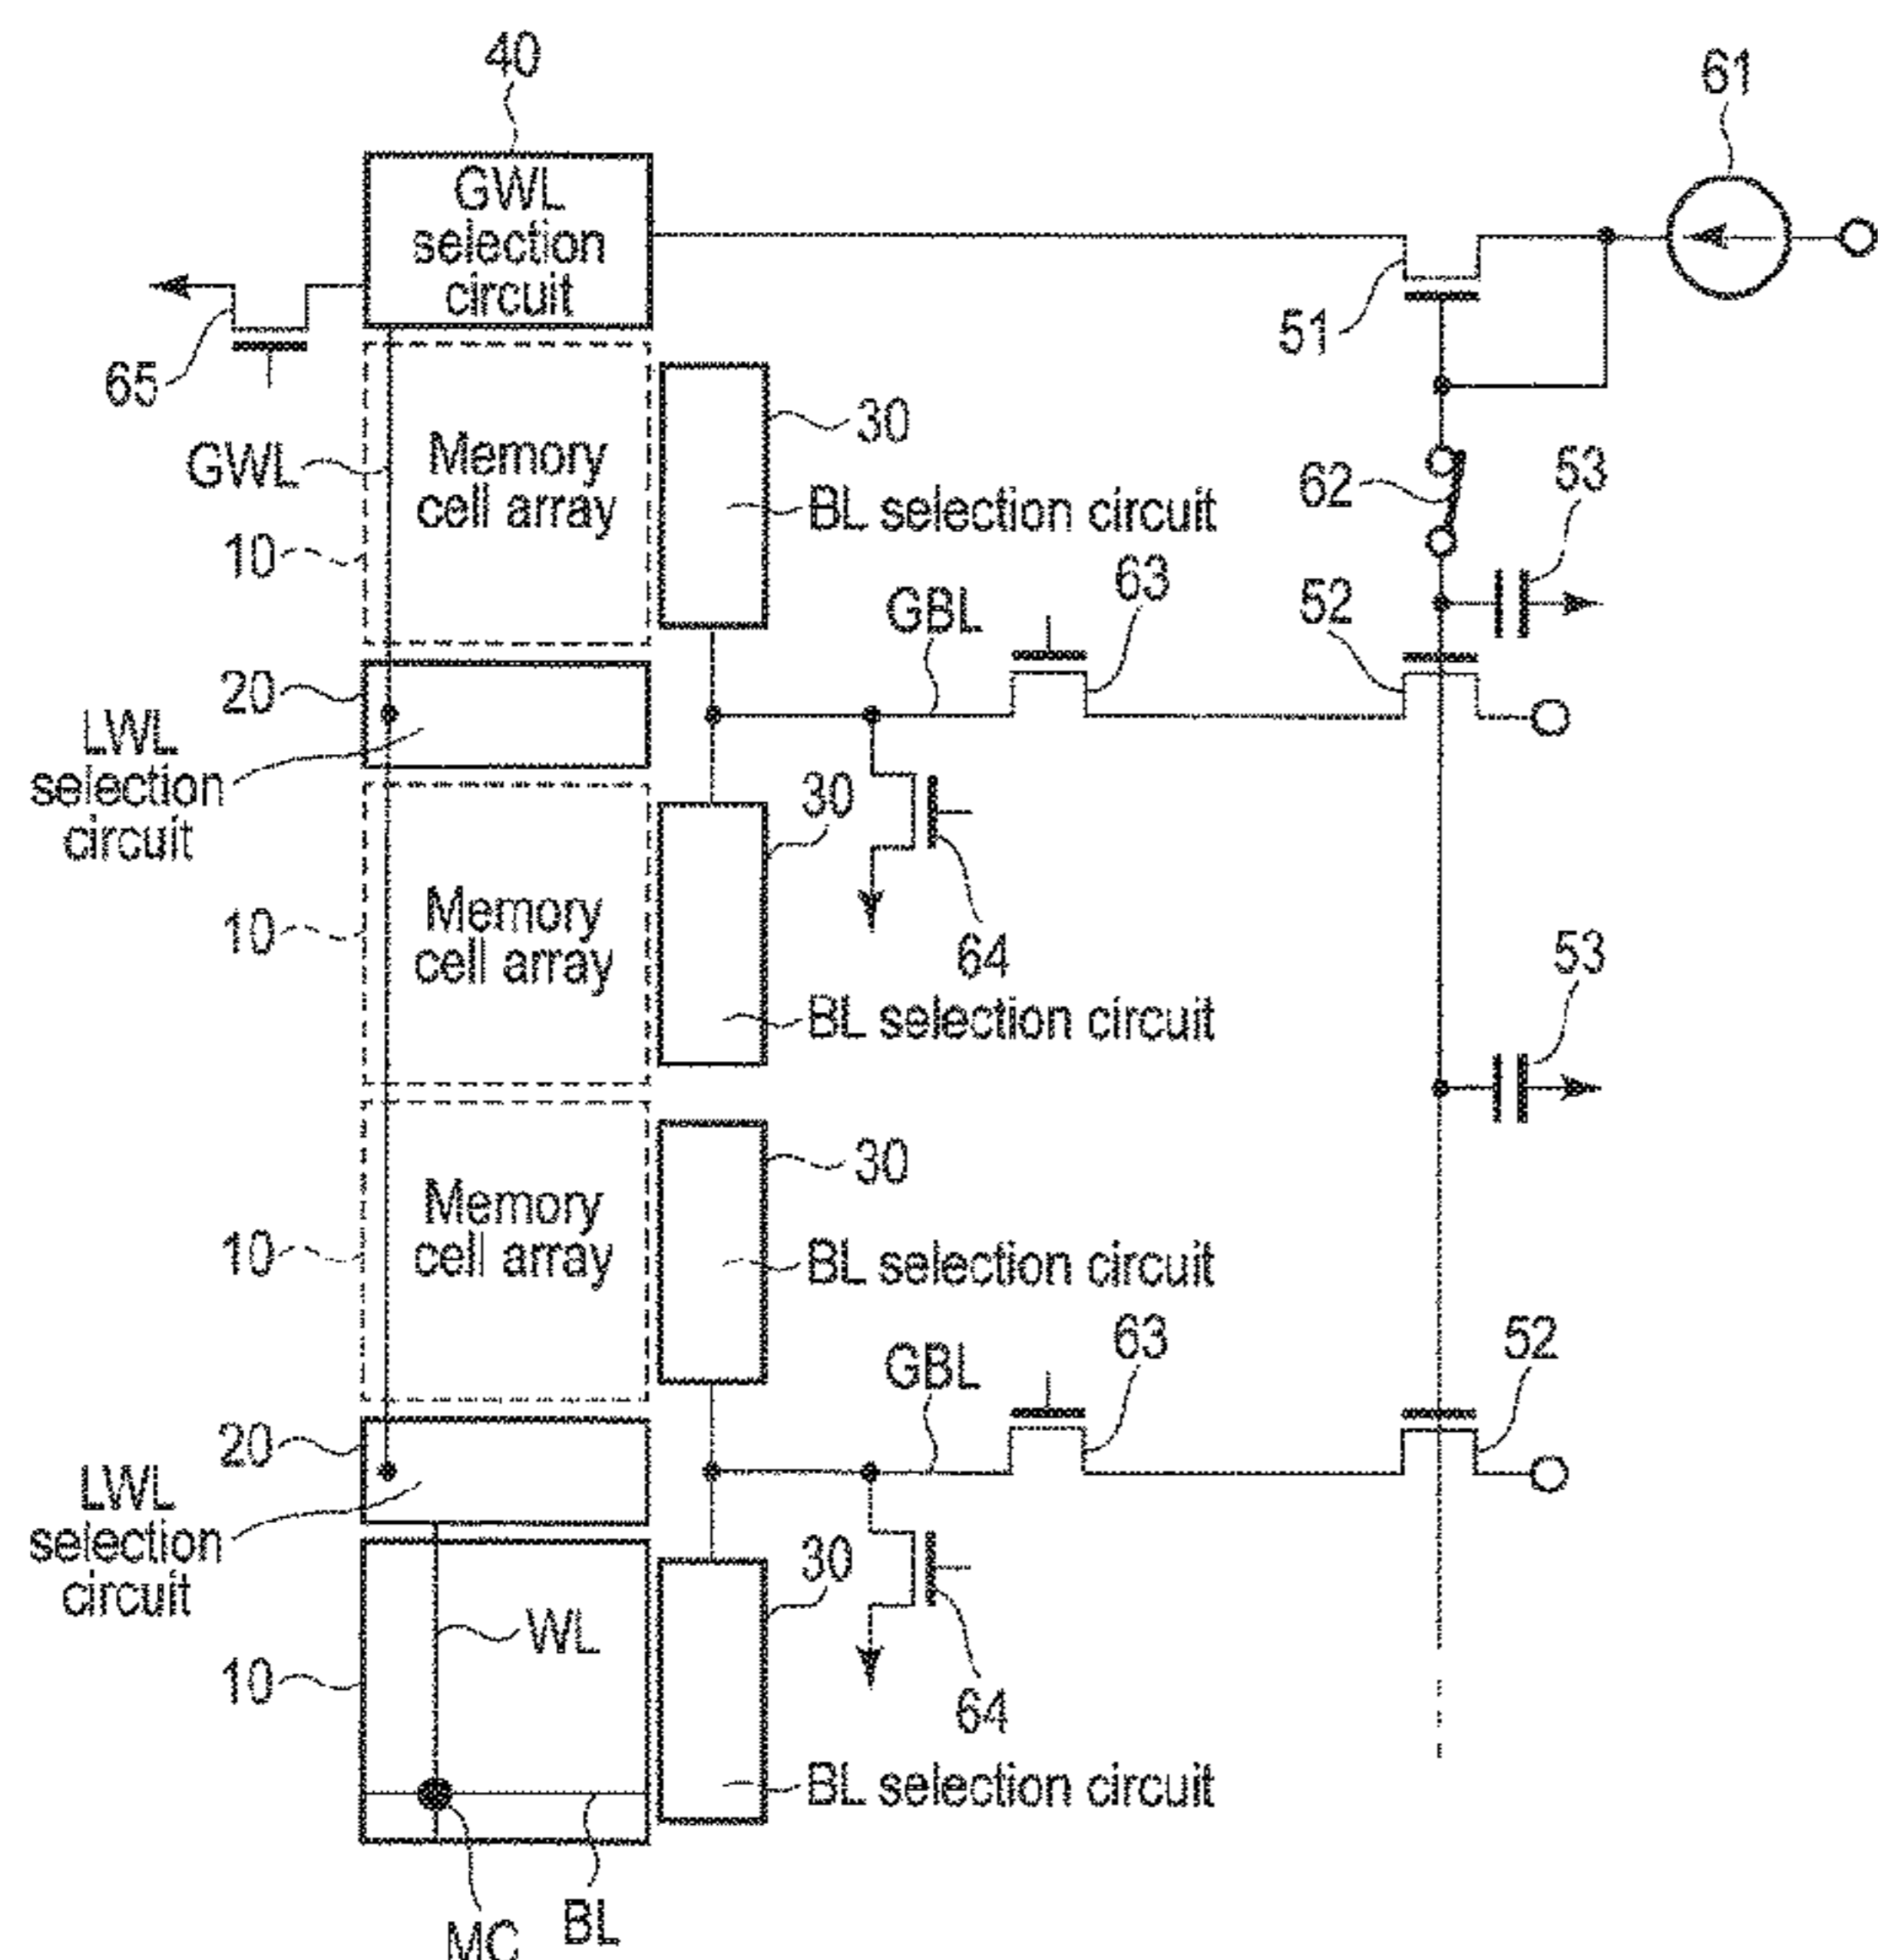 40
61
GWL
selection
circuit
51
65
30
GWL
Memory
cell array
62
53
BL selection circuit
10
63
GBL
52
20
LWL
selection
circuit
30
10
Memory
cell array
64
53
BL selection circuit
30
Memory
cell array
10
BL selection circuit
63
52
GBL
20
LWL
selection
circuit
30
WL
10
64
BL selection circuit
BL
MC